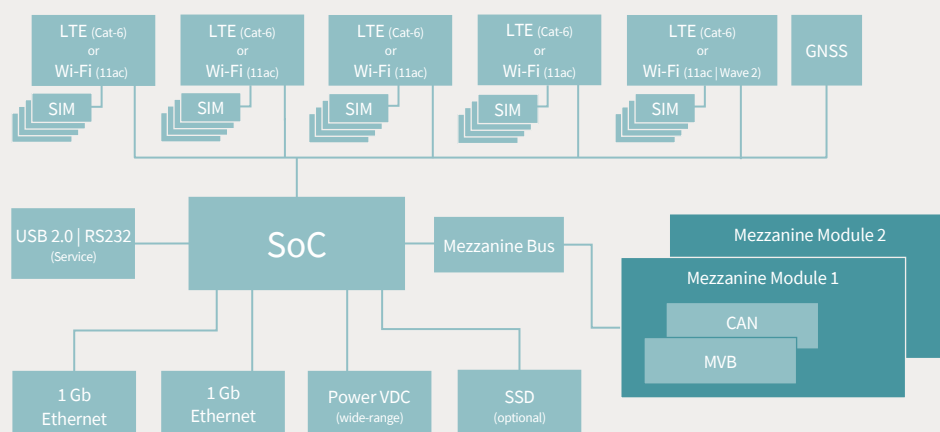 LTE (Cat-6)
or
Wi-Fi (11ac)
SIM
LTE (Cat-6)
or
Wi-Fi (11ac)
SIM
LTE (Cat-6)
or
Wi-Fi (11ac)
SIM
LTE (Cat-6)
or
Wi-Fi (11ac)
SIM
LTE (Cat-6)
or
Wi-Fi (11ac | Wave 2)
SIM
GNSS
USB 2.0 | RS232
(Service)
SoC
Mezzanine Bus
Mezzanine Module 2
Mezzanine Module 1
CAN
MVB
1 Gb
Ethernet
1 Gb
Ethernet
Power VDC
(wide-range)
SSD
(optional)